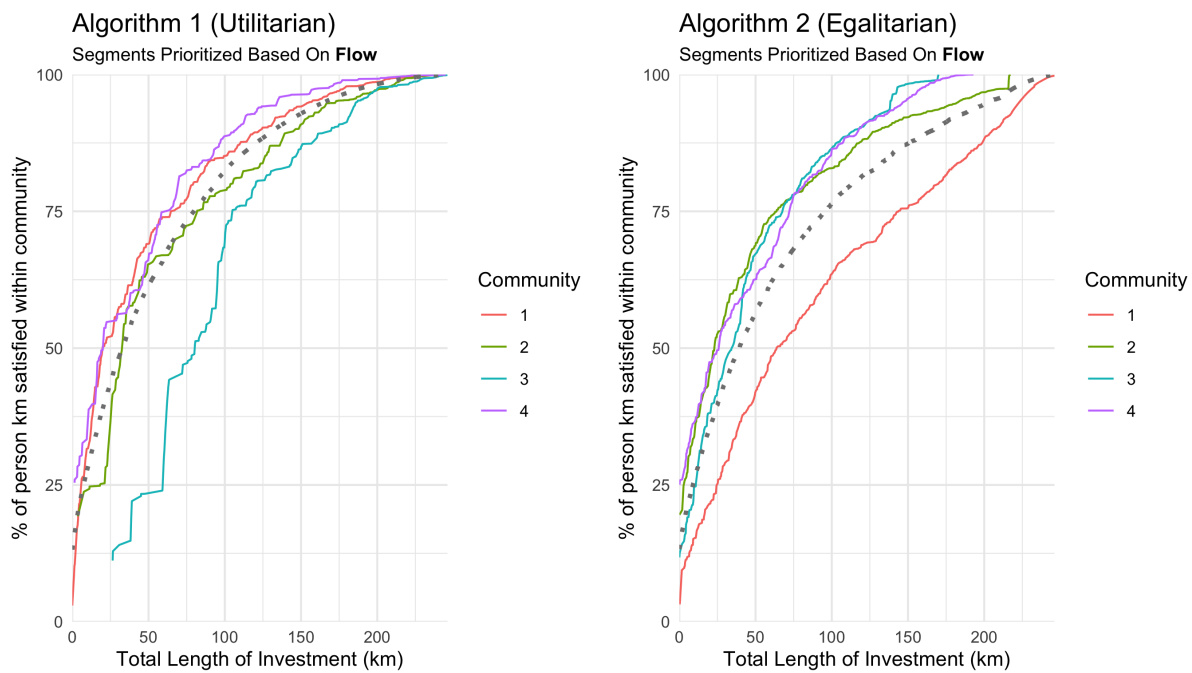 Algorithm 1 (Utilitarian)
Segments Prioritized Based On Flow
% of person km satisfied within community
100
75
50
25
0
0 50 100 150 200
Total Length of Investment (km)
Community
1
2
3
4
Algorithm 2 (Egalitarian)
Segments Prioritized Based On Flow
% of person km satisfied within community
100
75
50
25
0
0 50 100 150 200
Total Length of Investment (km)
Community
1
2
3
4